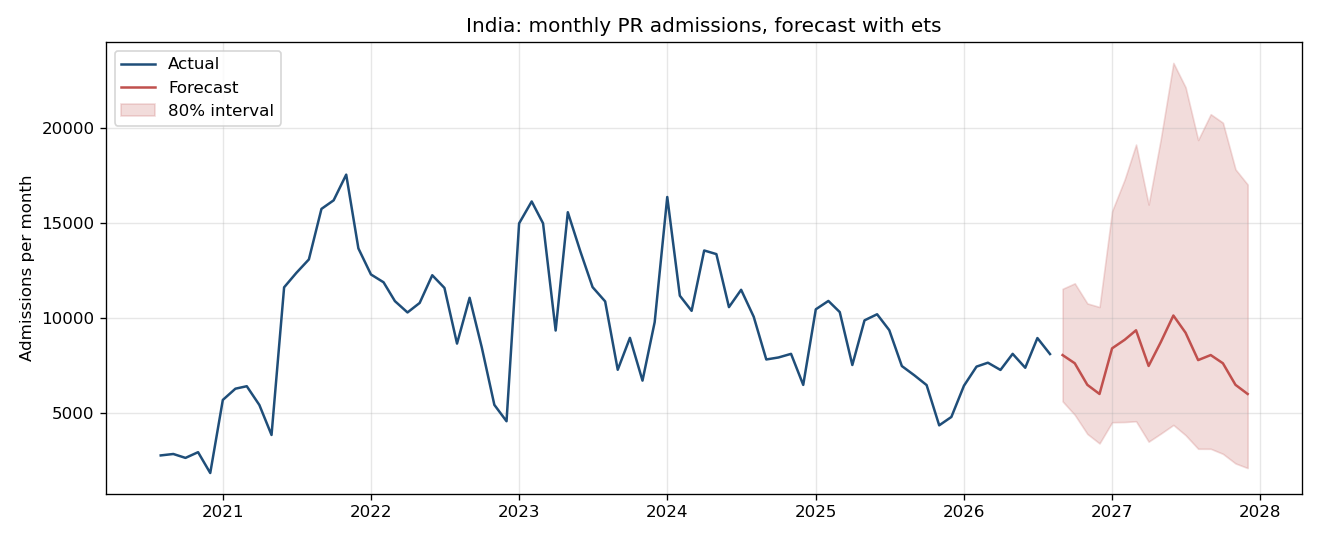 India: monthly PR admissions, forecast with ets
Actual
Forecast
80% interval
Admissions per month
20000
15000
10000
5000
2021
2022
2023
2024
2025
2026
2027
2028